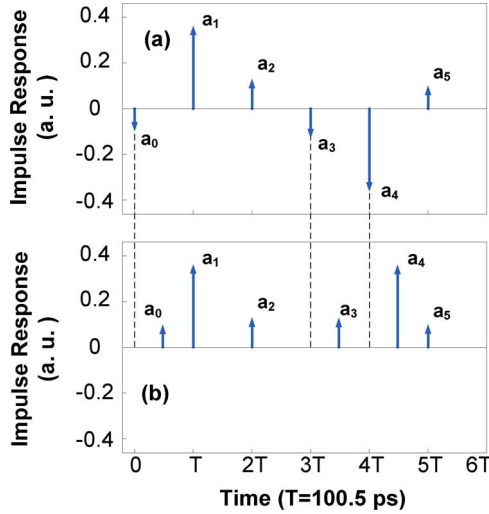 0.4
0.2
0
-0.2
-0.4
Impulse Response
(a. u.)
(a)
a₀
a₁
a₂
a₃
a₄
a₅
0.4
0.2
0
-0.2
-0.4
Impulse Response
(a. u. )
(b)
a₀
a₁
a₂
a₃
a₄
a₅
0 T 2T 3T 4T 5T 6T
Time (T=100.5 ps)